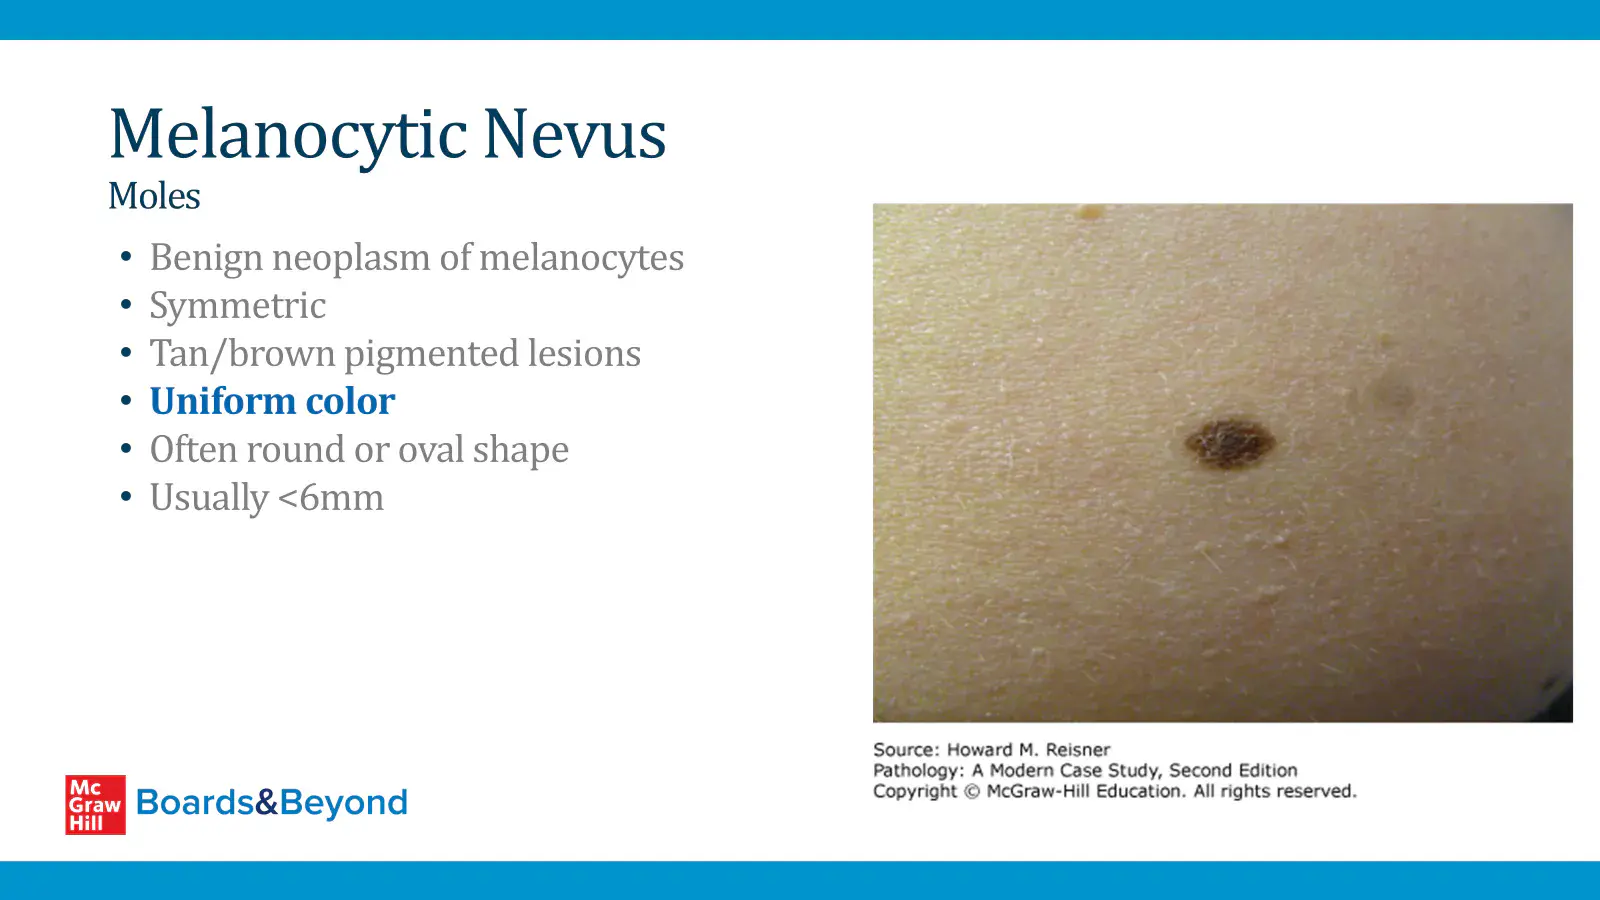 Melanocytic Nevus
Moles
• Benign neoplasm of melanocytes
• Symmetric
• Tan/brown pigmented lesions
• Uniform color
• Often round or oval shape
• Usually <6mm
Source: Howard M. Reisner
Pathology: A Modern Case Study, Second Edition
Copyright © McGraw-Hill Education. All rights reserved.
Mc
Graw
Hill
Boards&Beyond